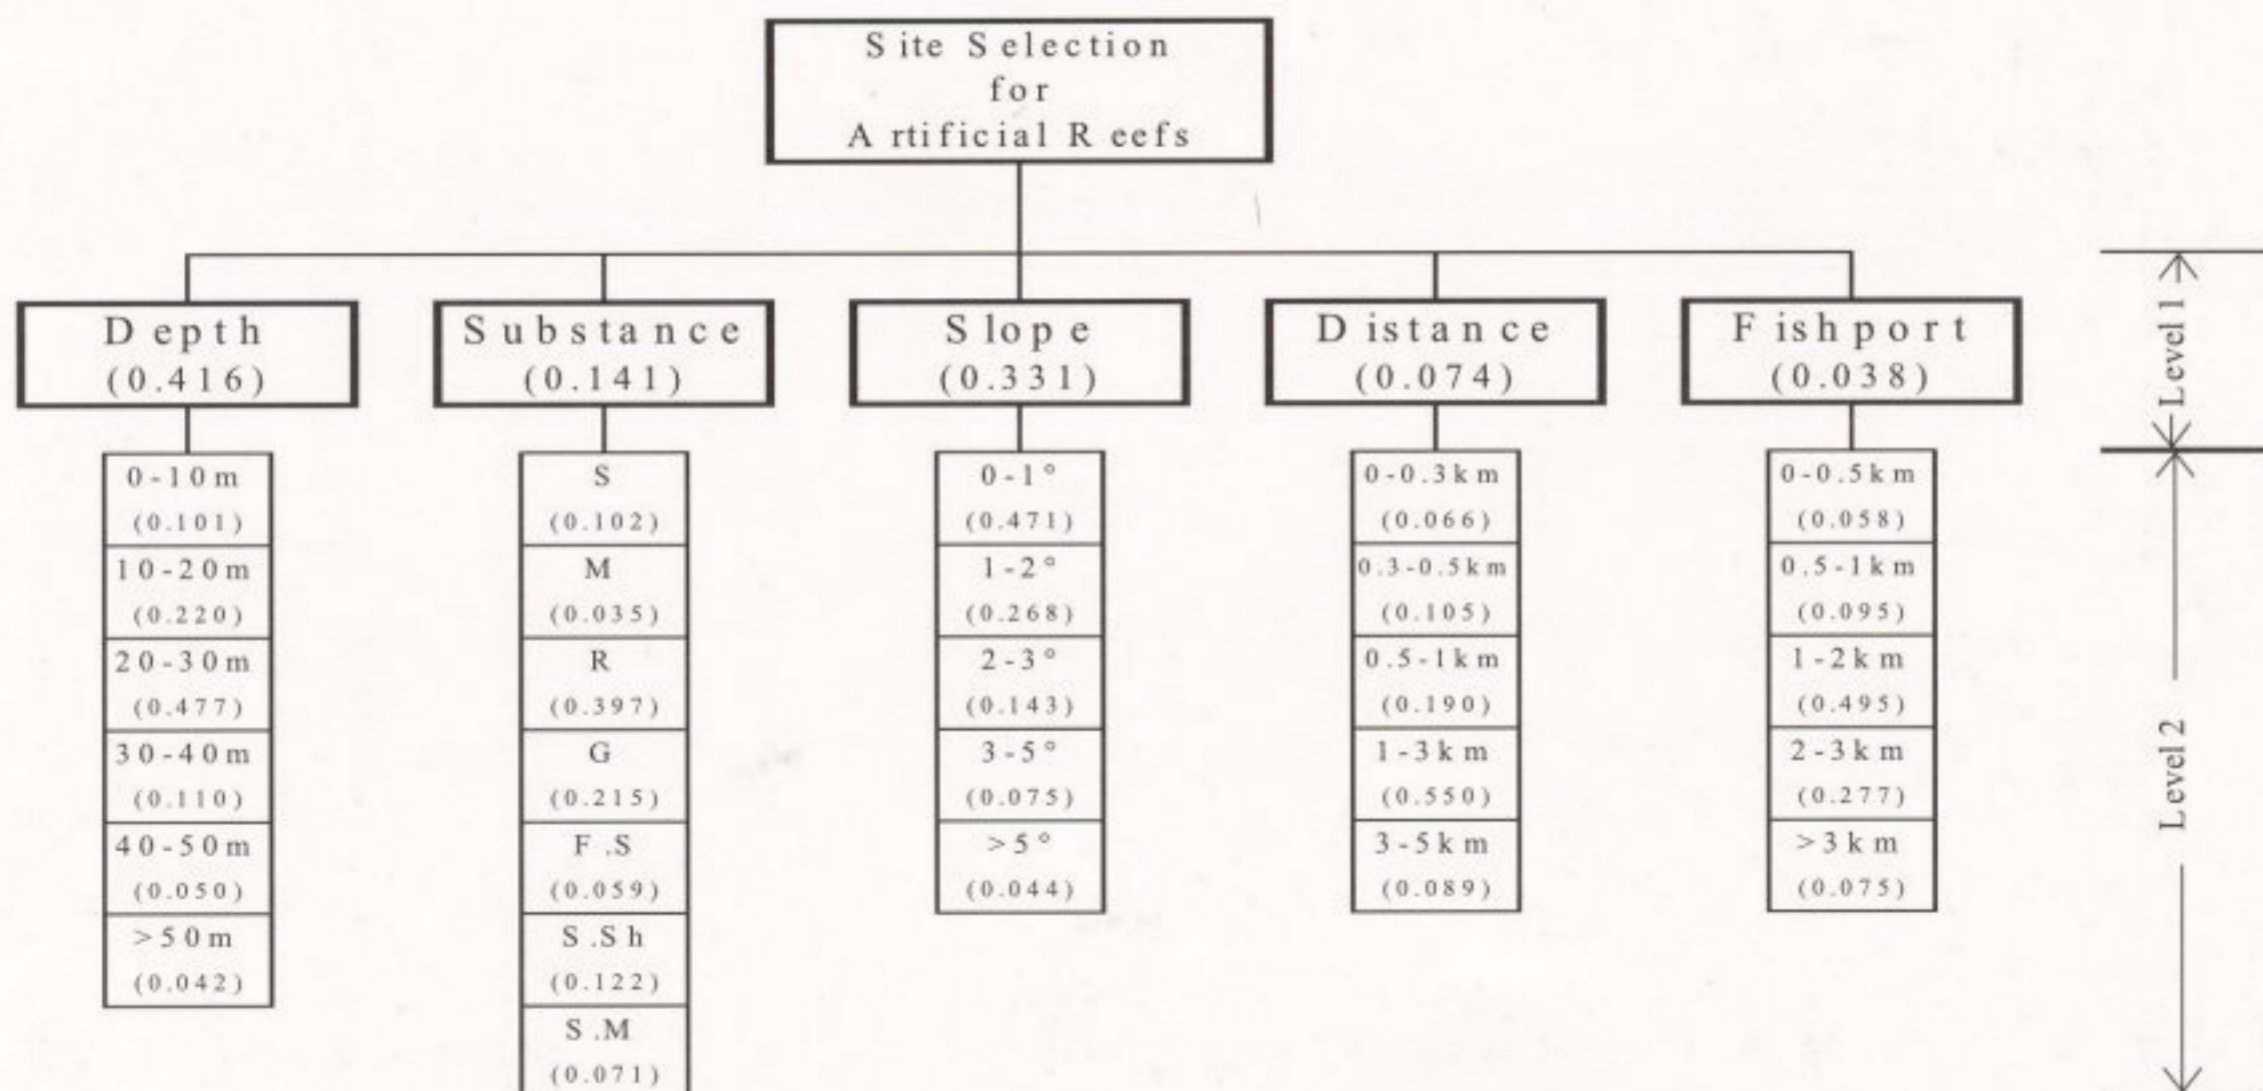 Site Selection
for
Artificial Reefs
Depth
(0.416)
Substance
(0.141)
Slope
(0.331)
Distance
(0.074)
Fishport
(0.038)
Level 1
0-10m
(0.101)
10-20m
(0.220)
20-30m
(0.477)
30-40m
(0.110)
40-50m
(0.050)
>50m
(0.042)
S
(0.102)
M
(0.035)
R
(0.397)
G
(0.215)
F.S
(0.059)
S.Sh
(0.122)
S.M
(0.071)
0-1°
(0.471)
1-2°
(0.268)
2-3°
(0.143)
3-5°
(0.075)
>5°
(0.044)
0-0.3km
(0.066)
0.3-0.5km
(0.105)
0.5-1km
(0.190)
1-3km
(0.550)
3-5km
(0.089)
0-0.5km
(0.058)
0.5-1km
(0.095)
1-2km
(0.495)
2-3km
(0.277)
>3km
(0.075)
Level 2